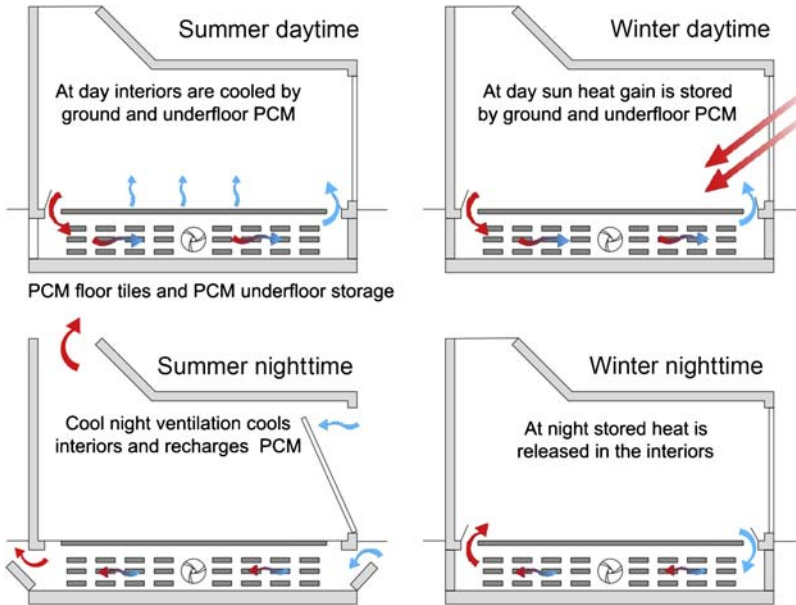 Summer daytime
At day interiors are cooled by
ground and underfloor PCM
Winter daytime
At day sun heat gain is stored
by ground and underfloor PCM
PCM floor tiles and PCM underfloor storage
Summer nighttime
Cool night ventilation cools
interiors and recharges PCM
Winter nighttime
At night stored heat is
released in the interiors